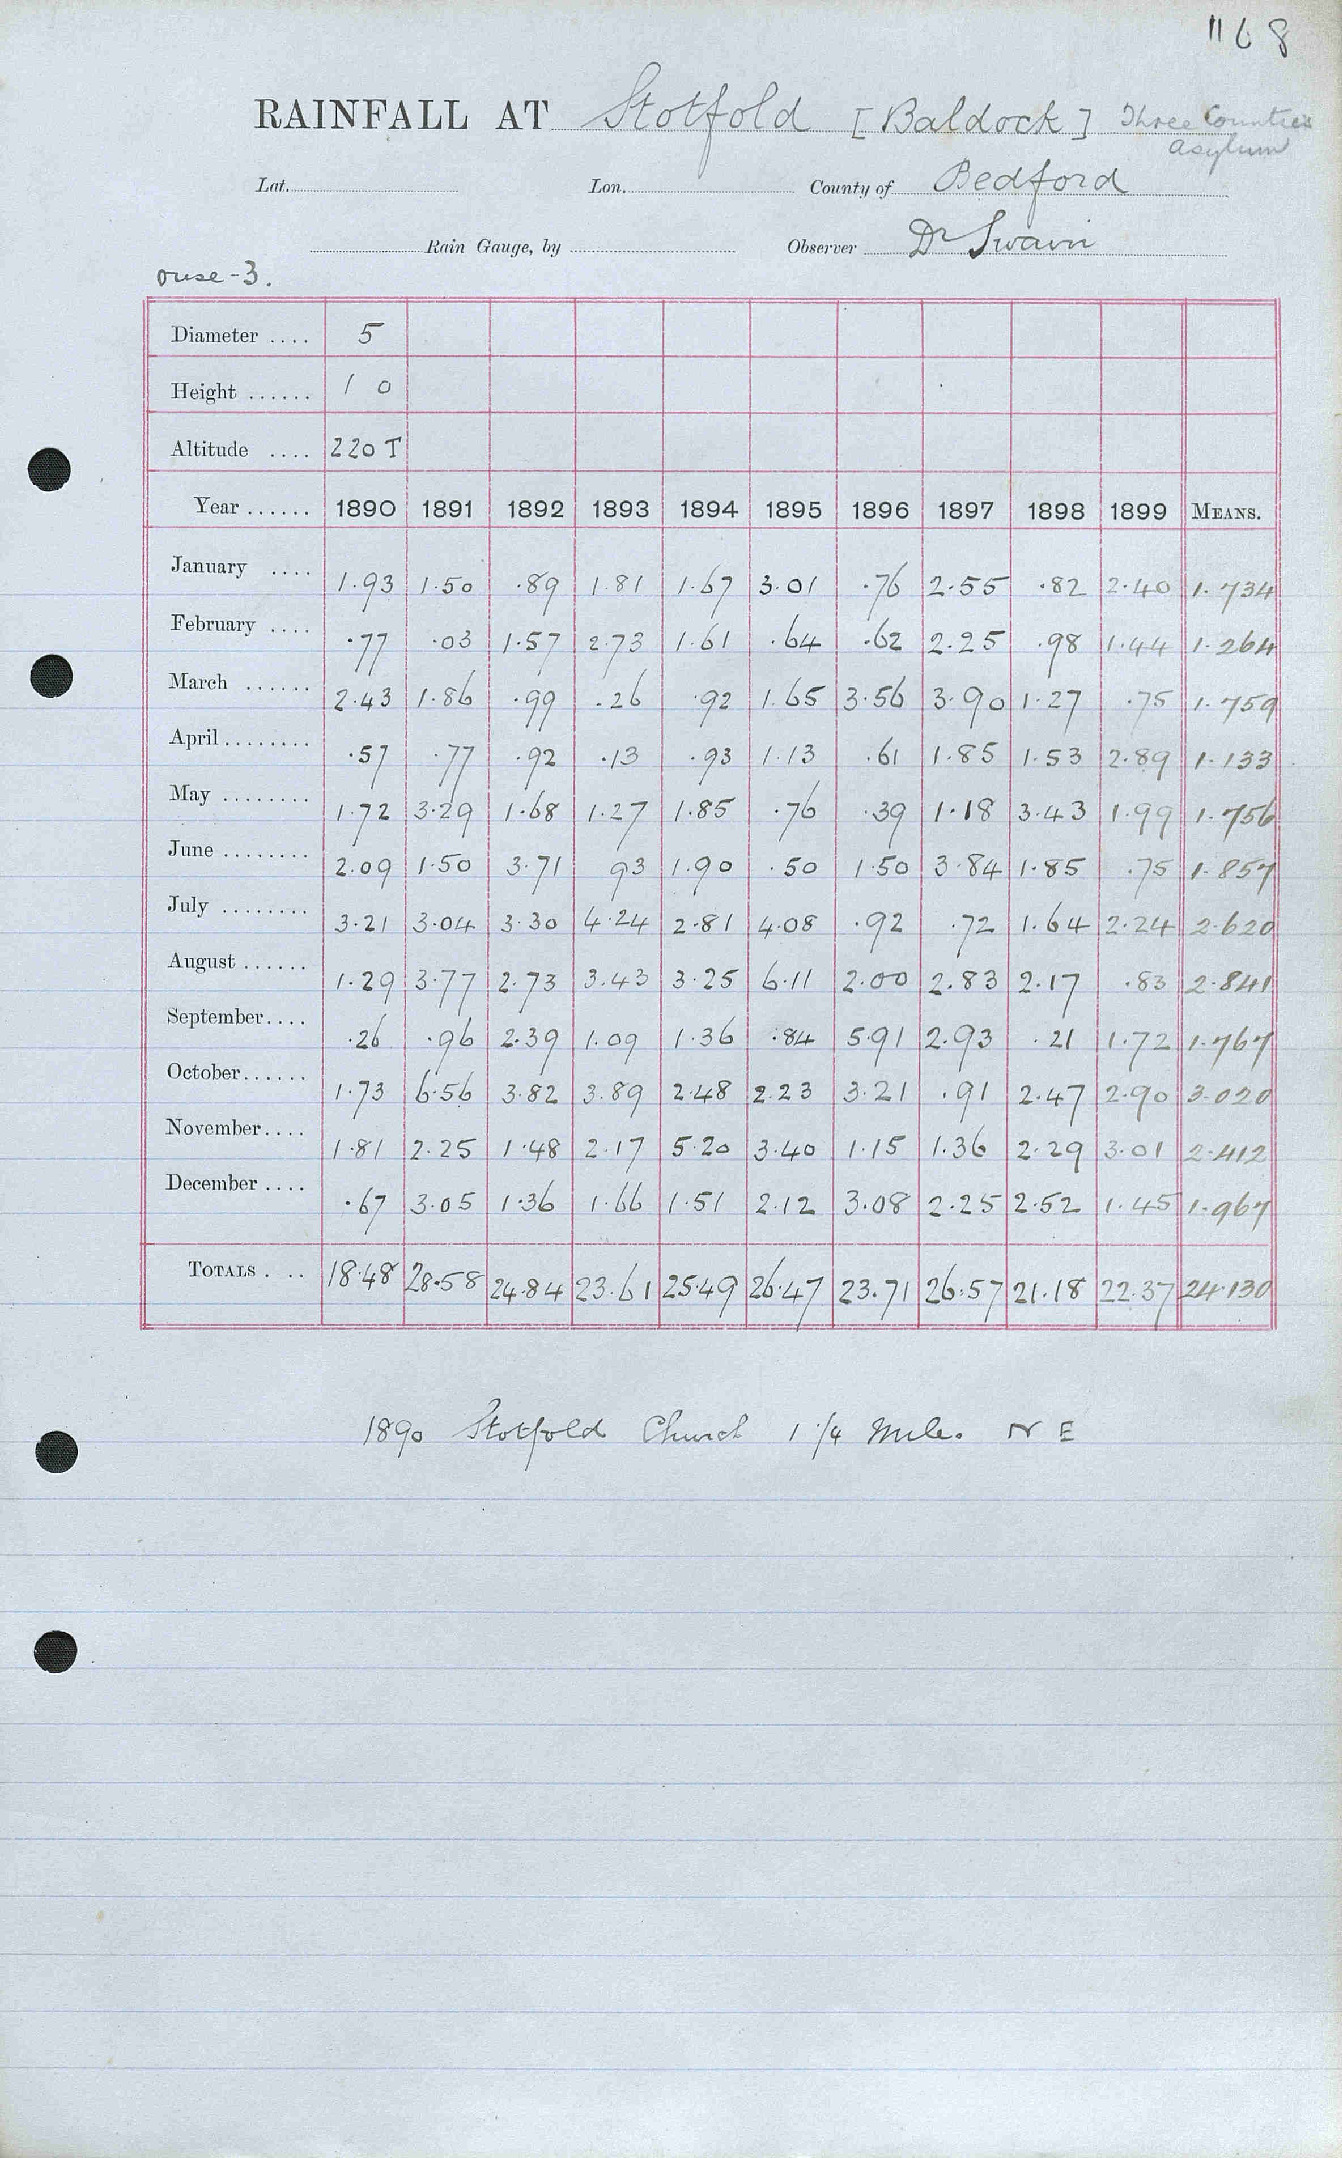 1168
RAINFALL AT Stotfold [Baldock] Three Counties
Asylum
Lat. Lon. County of Bedford
Rain Gauge, by Observer Dr Swain
ouse-3.
Diameter .... 5
Height ...... 1 0
Altitude .... 220 T
Year ...... 1890 1891 1892 1893 1894 1895 1896 1897 1898 1899 MEANS.
January .... 1.93 1.50 .89 1.81 1.67 3.01 .76 2.55 .82 2.40 1.734
February .... .77 .03 1.57 2.73 1.61 .64 .62 2.25 .98 1.44 1.264
March ...... 2.43 1.86 .99 .26 .92 1.65 3.56 3.90 1.27 .75 1.759
April ........ .57 .77 .92 .13 .93 1.13 .61 1.85 1.53 2.89 1.133
May ........ 1.72 3.29 1.68 1.27 1.85 .76 .39 1.18 3.43 1.99 1.756
June ........ 2.09 1.50 3.71 93 1.90 .50 1.50 3.84 1.85 .75 1.857
July ........ 3.21 3.04 3.30 4.24 2.81 4.08 .92 .72 1.64 2.24 2.620
August ...... 1.29 3.77 2.73 3.43 3.25 6.11 2.00 2.83 2.17 .83 2.841
September .... .26 .96 2.39 1.09 1.36 .84 5.91 2.93 .21 1.72 1.767
October ...... 1.73 6.56 3.82 3.89 2.48 2.23 3.21 .91 2.47 2.90 3.020
November .... 1.81 2.25 1.48 2.17 5.20 3.40 1.15 1.36 2.29 3.01 2.412
December .... .67 3.05 1.36 1.66 1.51 2.12 3.08 2.25 2.52 1.45 1.967
TOTALS . .. 18.48 28.58 24.84 23.61 25.49 26.47 23.71 26.57 21.18 22.37 24.130
1890 Stotfold Church 1 1/4 Mile. N E